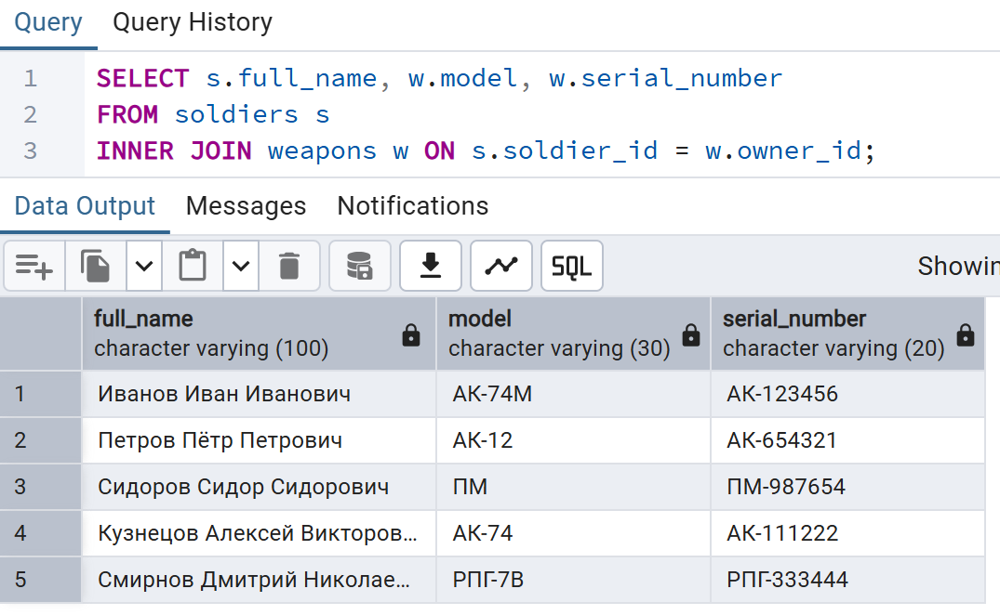 Query Query History
1 SELECT s.full_name, w.model, w.serial_number
2 FROM soldiers s
3 INNER JOIN weapons w ON s.soldier_id = w.owner_id;
Data Output Messages Notifications
SQL Showin
full_name model serial_number
character varying (100) character varying (30) character varying (20)
1 Иванов Иван Иванович АК-74М АК-123456
2 Петров Пётр Петрович АК-12 АК-654321
3 Сидоров Сидор Сидорович ПМ ПМ-987654
4 Кузнецов Алексей Викторов... АК-74 АК-111222
5 Смирнов Дмитрий Николае... РПГ-7В РПГ-333444